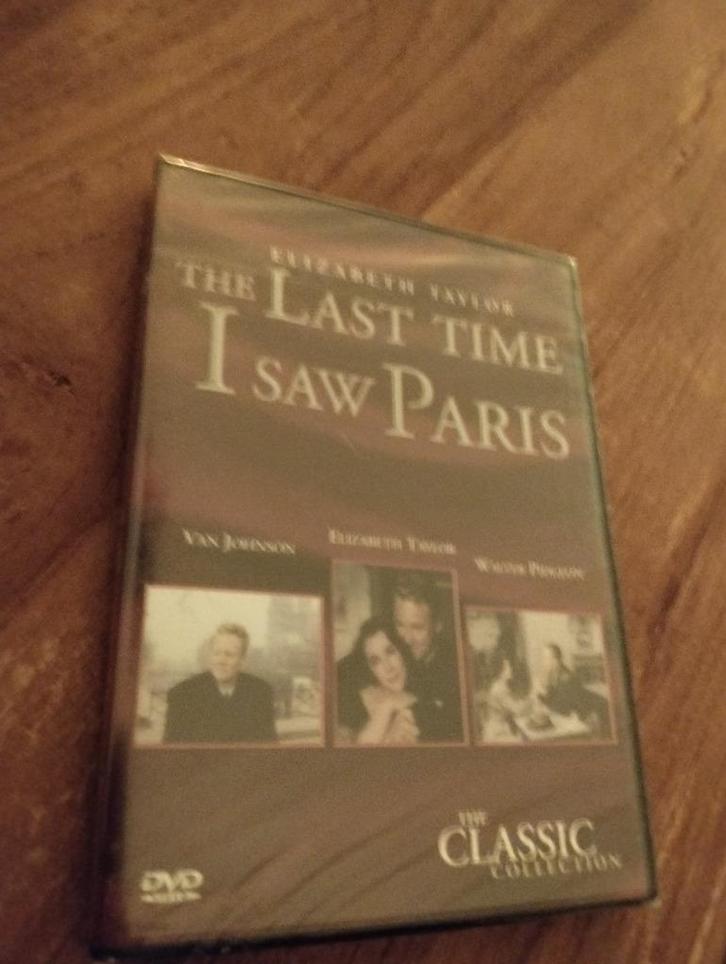 ELIZABETH TAYLOR
THE LAST TIME
I SAW PARIS
VAN JOHNSON
ELIZABETH TAYLOR
WALTER PIDGEON
THE
CLASSIC
COLLECTION
DVD